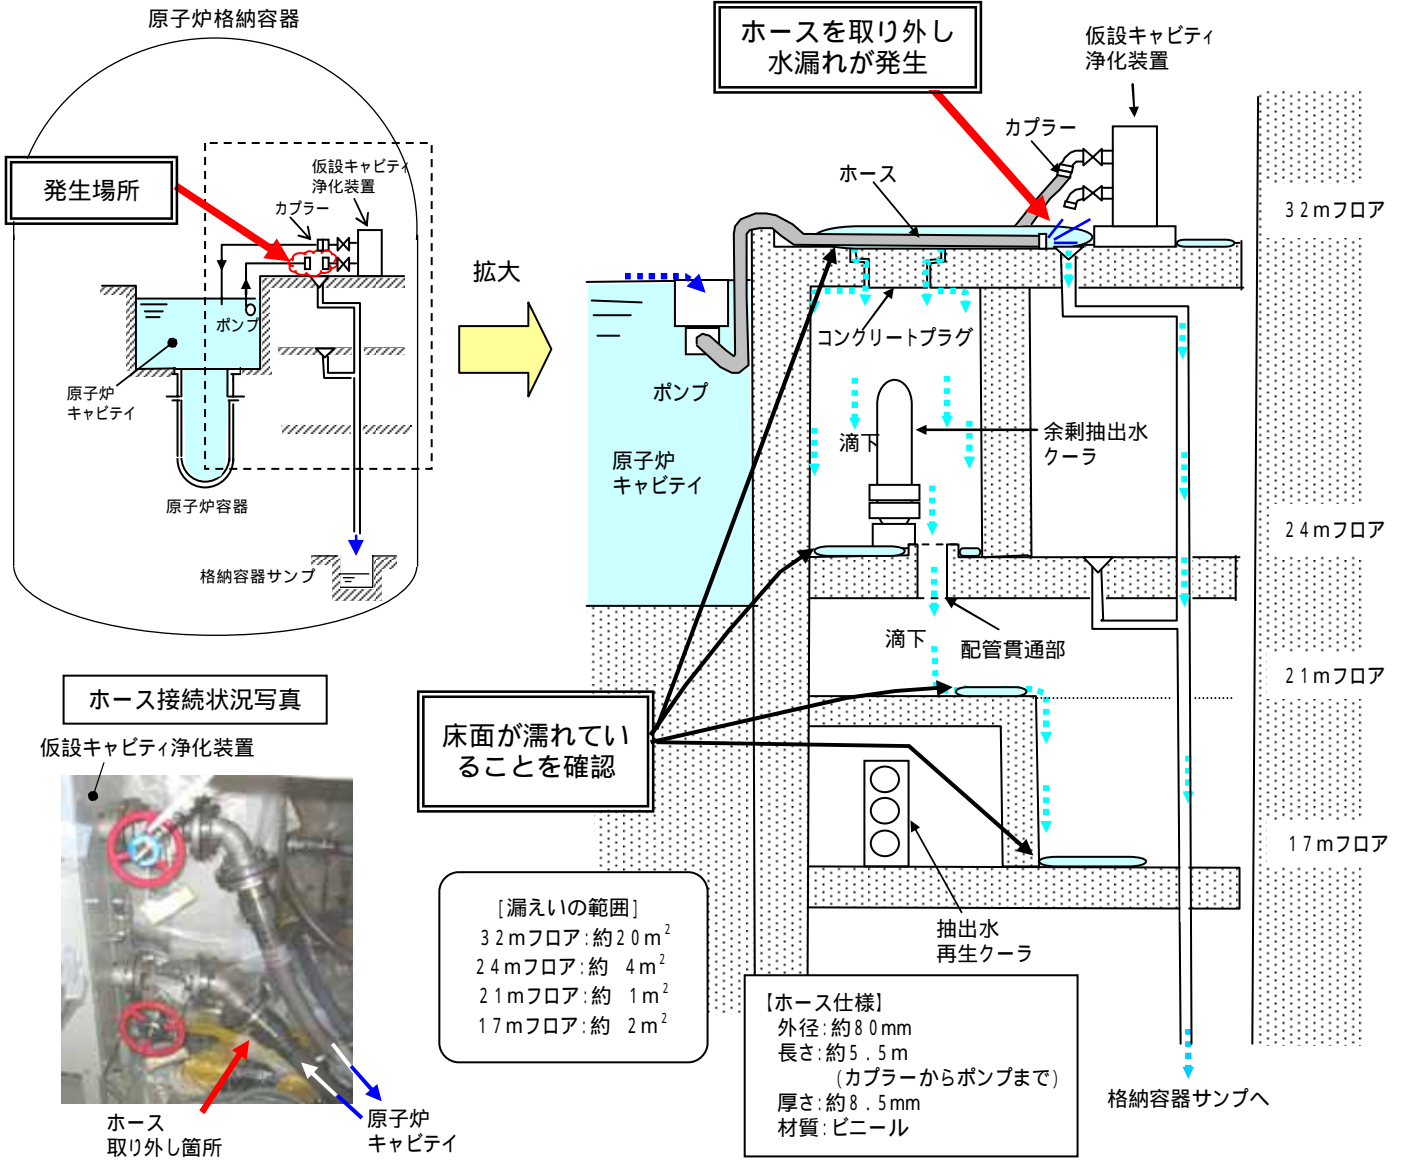 原子炉格納容器
発生場所
仮設キャビティ
浄化装置
カプラー
ポンプ
原子炉
キャビテイ
原子炉容器
格納容器サンプ
拡大
ホースを取り外し
水漏れが発生
仮設キャビティ
浄化装置
カプラー
ホース
32mフロア
コンクリートプラグ
ポンプ
原子炉
キャビテイ
滴下
余剰抽出水
クーラ
24mフロア
滴下
配管貫通部
21mフロア
床面が濡れてい
ることを確認
17mフロア
抽出水
再生クーラ
格納容器サンプへ
ホース接続状況写真
仮設キャビティ浄化装置
ホース
取り外し箇所
原子炉
キャビテイ
[漏えいの範囲]
32mフロア:約20m²
24mフロア:約 4m²
21mフロア:約 1m²
17mフロア:約 2m²
【ホース仕様】
外径:約80mm
長さ:約5.5m
(カプラーからポンプまで)
厚さ:約8.5mm
材質:ビニール